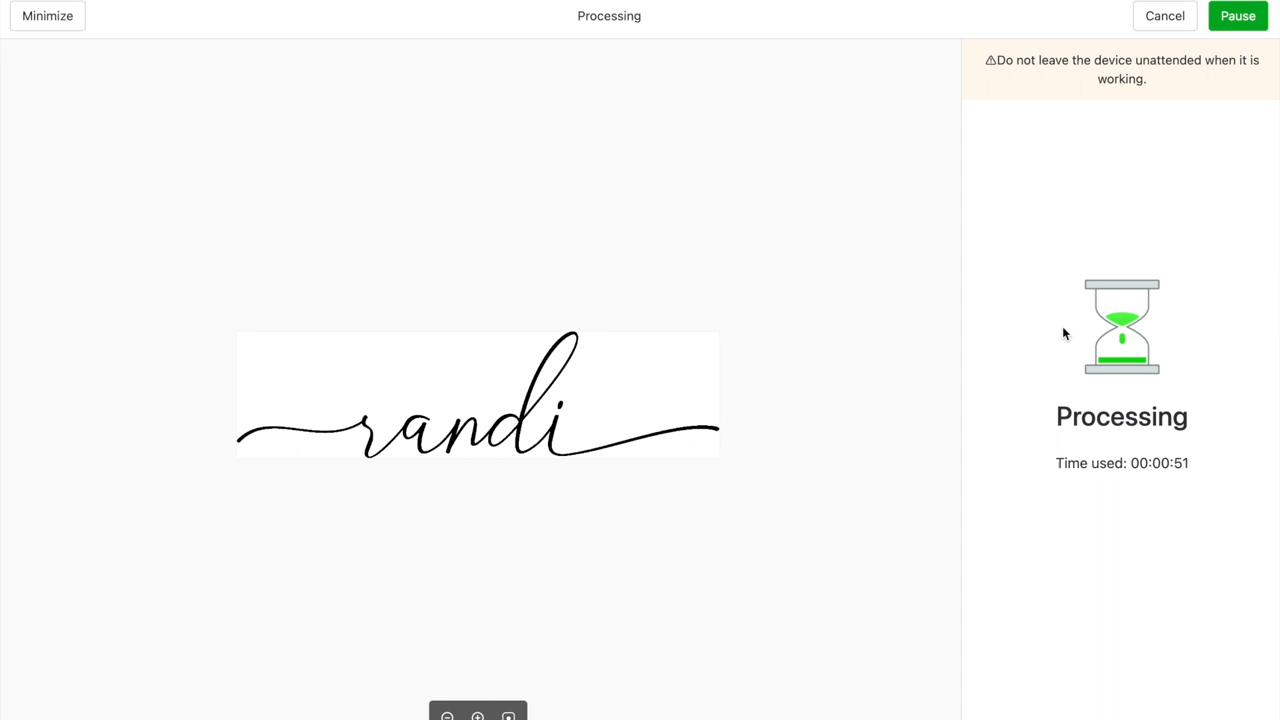 Minimize
Processing
Cancel
Pause
⚠Do not leave the device unattended when it is
working.
randi
Processing
Time used: 00:00:51